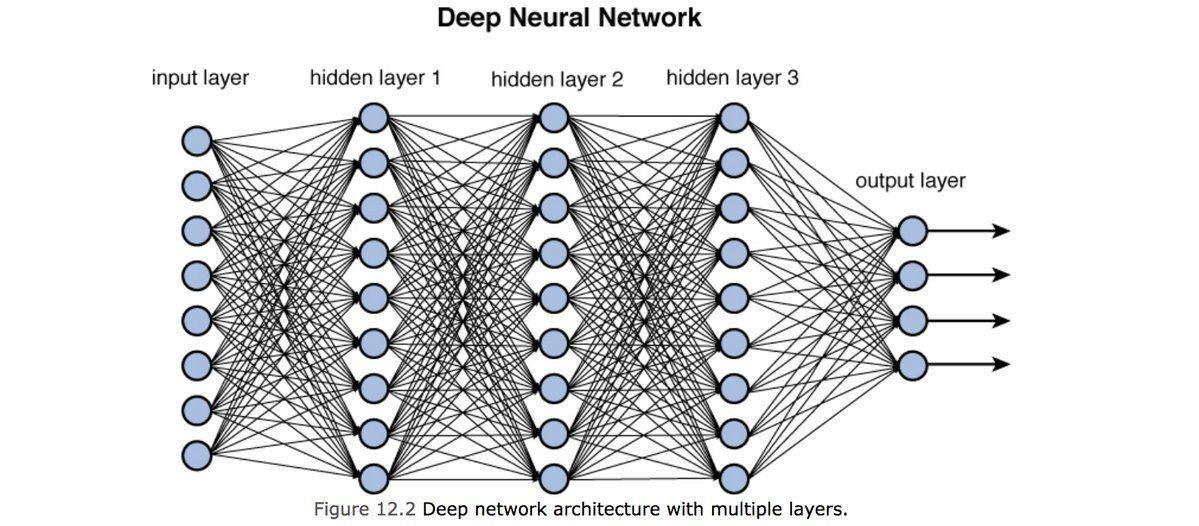 Deep Neural Network
input layer
hidden layer 1
hidden layer 2
hidden layer 3
output layer
Figure 12.2 Deep network architecture with multiple layers.